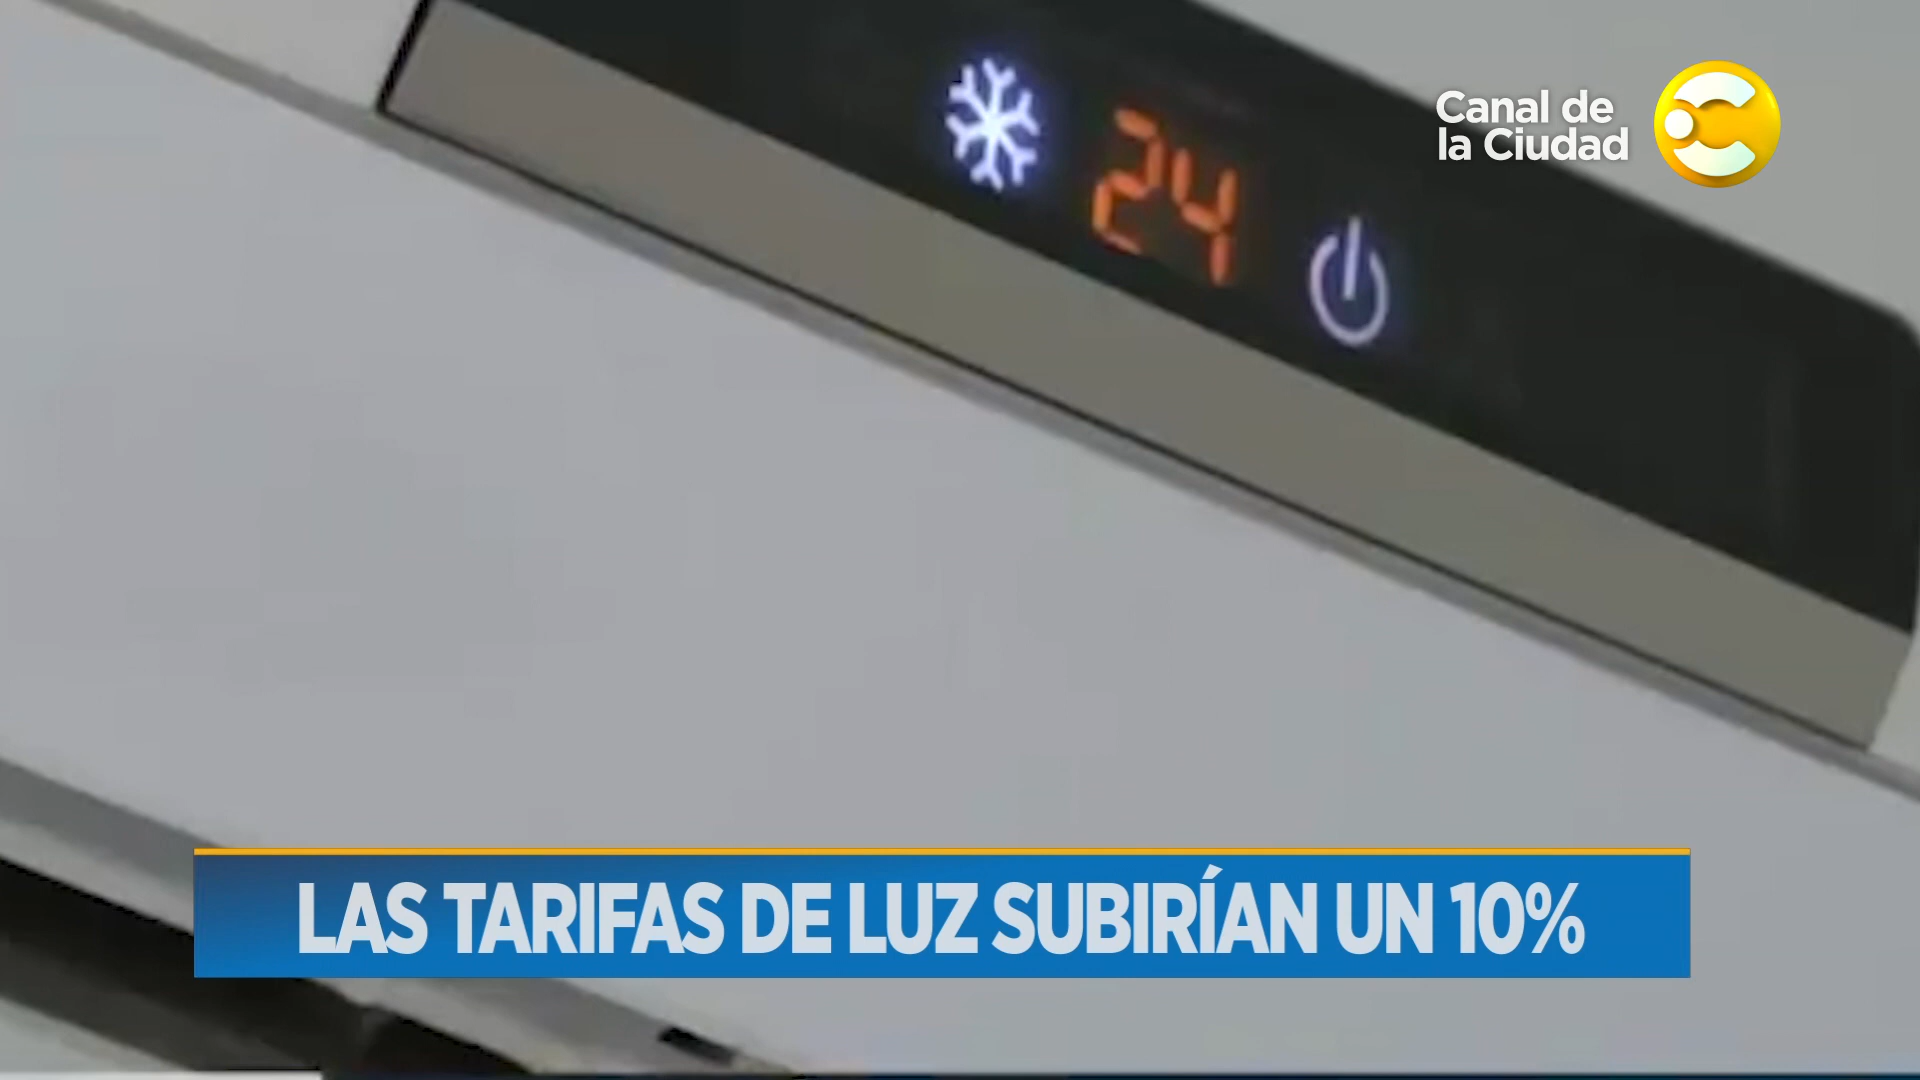 Canal de
la Ciudad
24
LAS TARIFAS DE LUZ SUBIRÍAN UN 10%